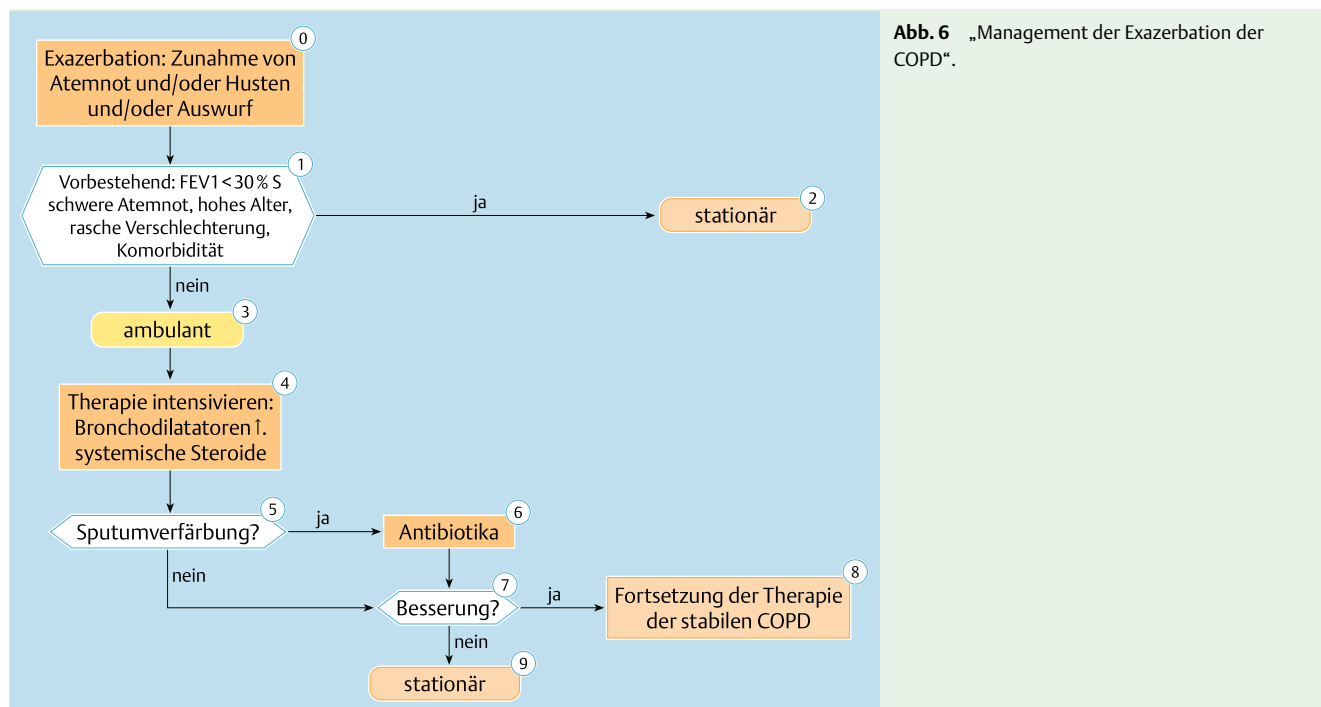 0
Exazerbation: Zunahme von
Atemnot und/oder Husten
und/oder Auswurf
1
Vorbestehend: FEV1 < 30 % S
schwere Atemnot, hohes Alter,
rasche Verschlechterung,
Komorbidität
ja
2
stationär
nein
3
ambulant
4
Therapie intensivieren:
Bronchodilatatoren ↑.
systemische Steroide
5
Sputumverfärbung?
ja
6
Antibiotika
nein
7
Besserung?
ja
8
Fortsetzung der Therapie
der stabilen COPD
nein
9
stationär
Abb. 6 „Management der Exazerbation der
COPD“.